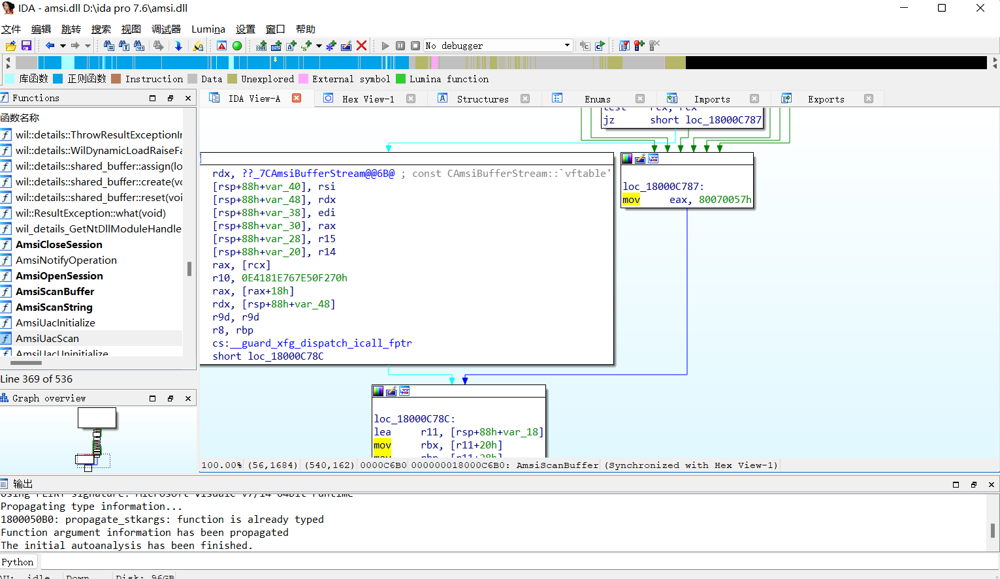 IDA - amsi.dll D:\ida pro 7.6\amsi.dll
文件 编辑 跳转 搜索 视图 调试器 Lumina 设置 窗口 帮助
No debugger
库函数 正则函数 Instruction Data Unexplored External symbol Lumina function
Functions
IDA View-A Hex View-1 Structures Enums Imports Exports
函数名称
wil::details::ThrowResultExceptionIn
wil::details::WilDynamicLoadRaiseFa
wil::details::shared_buffer::assign(lo
wil::details::shared_buffer::create(vo
wil::details::shared_buffer::reset(voi
wil::ResultException::what(void)
wil_details_GetNtDllModuleHandle
AmsiCloseSession
AmsiNotifyOperation
AmsiOpenSession
AmsiScanBuffer
AmsiScanString
AmsiUacInitialize
AmsiUacScan
AmsiUacUninitialize
Line 369 of 536
Graph overview
test rcx, rcx
jz short loc_18000C787
rdx, ??_7CAmsiBufferStream@@6B@ ; const CAmsiBufferStream::`vftable'
[rsp+88h+var_40], rsi
[rsp+88h+var_48], rdx
[rsp+88h+var_38], edi
[rsp+88h+var_30], rax
[rsp+88h+var_28], r15
[rsp+88h+var_20], r14
rax, [rcx]
r10, 0E4181E767E50F270h
rax, [rax+18h]
rdx, [rsp+88h+var_48]
r9d, r9d
r8, rbp
cs:__guard_xfg_dispatch_icall_fptr
short loc_18000C78C
loc_18000C787:
mov eax, 80070057h
loc_18000C78C:
lea r11, [rsp+88h+var_18]
mov rbx, [r11+20h]
mov rbp, [r11+28h]
100.00% (56,1684) (540,162) 0000C6B0 000000018000C6B0: AmsiScanBuffer (Synchronized with Hex View-1)
输出
Using FLIRT signature: Microsoft VisualC v7/14 64bit runtime
Propagating type information...
1800050B0: propagate_stkargs: function is already typed
Function argument information has been propagated
The initial autoanalysis has been finished.
Python
AU: idle Down Disk: 96GB